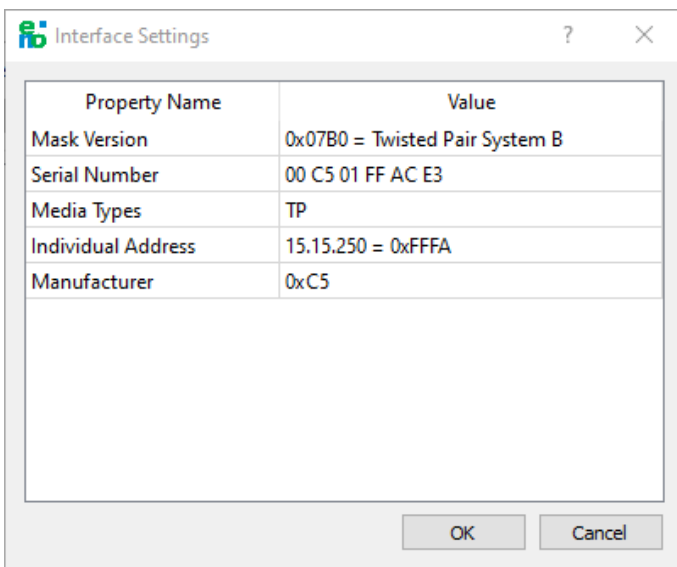 eno
Interface Settings
?
Property Name Value
Mask Version 0x07B0 = Twisted Pair System B
Serial Number 00 C5 01 FF AC E3
Media Types TP
Individual Address 15.15.250 = 0xFFFA
Manufacturer 0xC5
OK Cancel